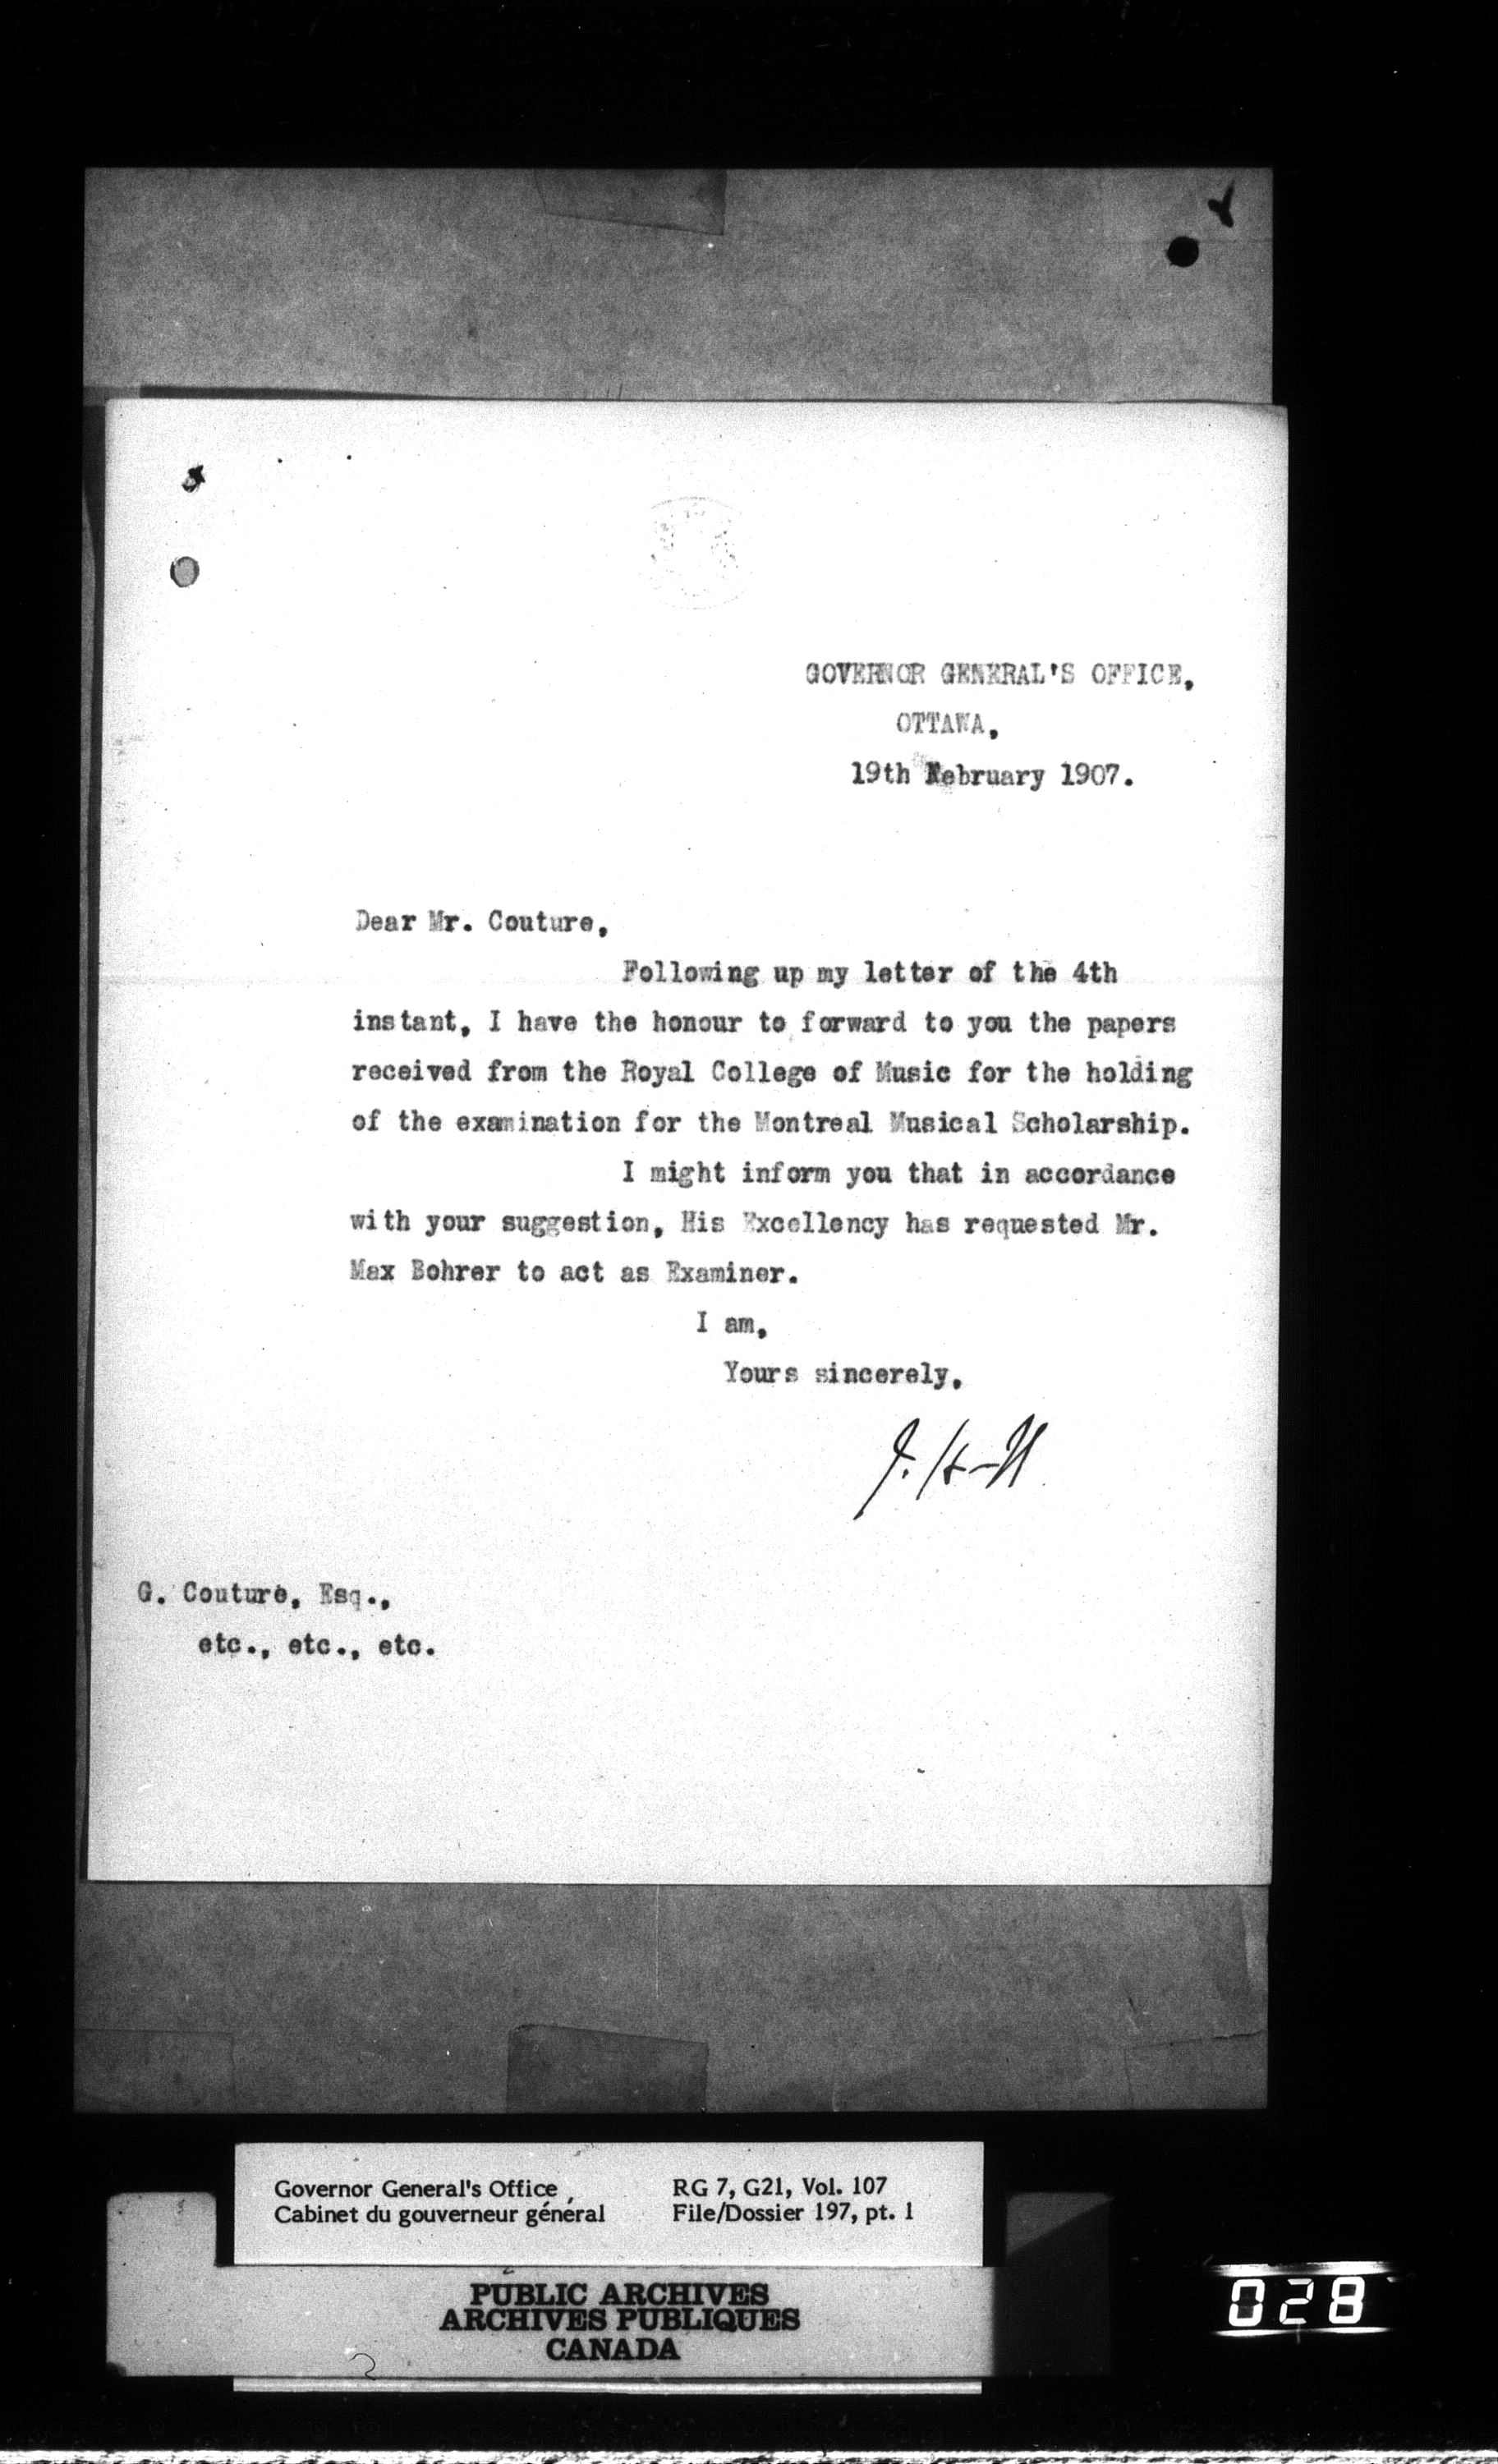 GOVERNOR GENERAL'S OFFICE,
OTTAWA,
19th February 1907.
Dear Mr. Couture,
Following up my letter of the 4th
instant, I have the honour to forward to you the papers
received from the Royal College of Music for the holding
of the examination for the Montreal Musical Scholarship.
I might inform you that in accordance
with your suggestion, His Excellency has requested Mr.
Max Bohrer to act as Examiner.
I am,
Yours sincerely,
G. Couture, Esq.,
etc., etc., etc.
Governor General's Office
Cabinet du gouverneur général
RG 7, G21, Vol. 107
File/Dossier 197, pt. 1
PUBLIC ARCHIVES
ARCHIVES PUBLIQUES
CANADA
028